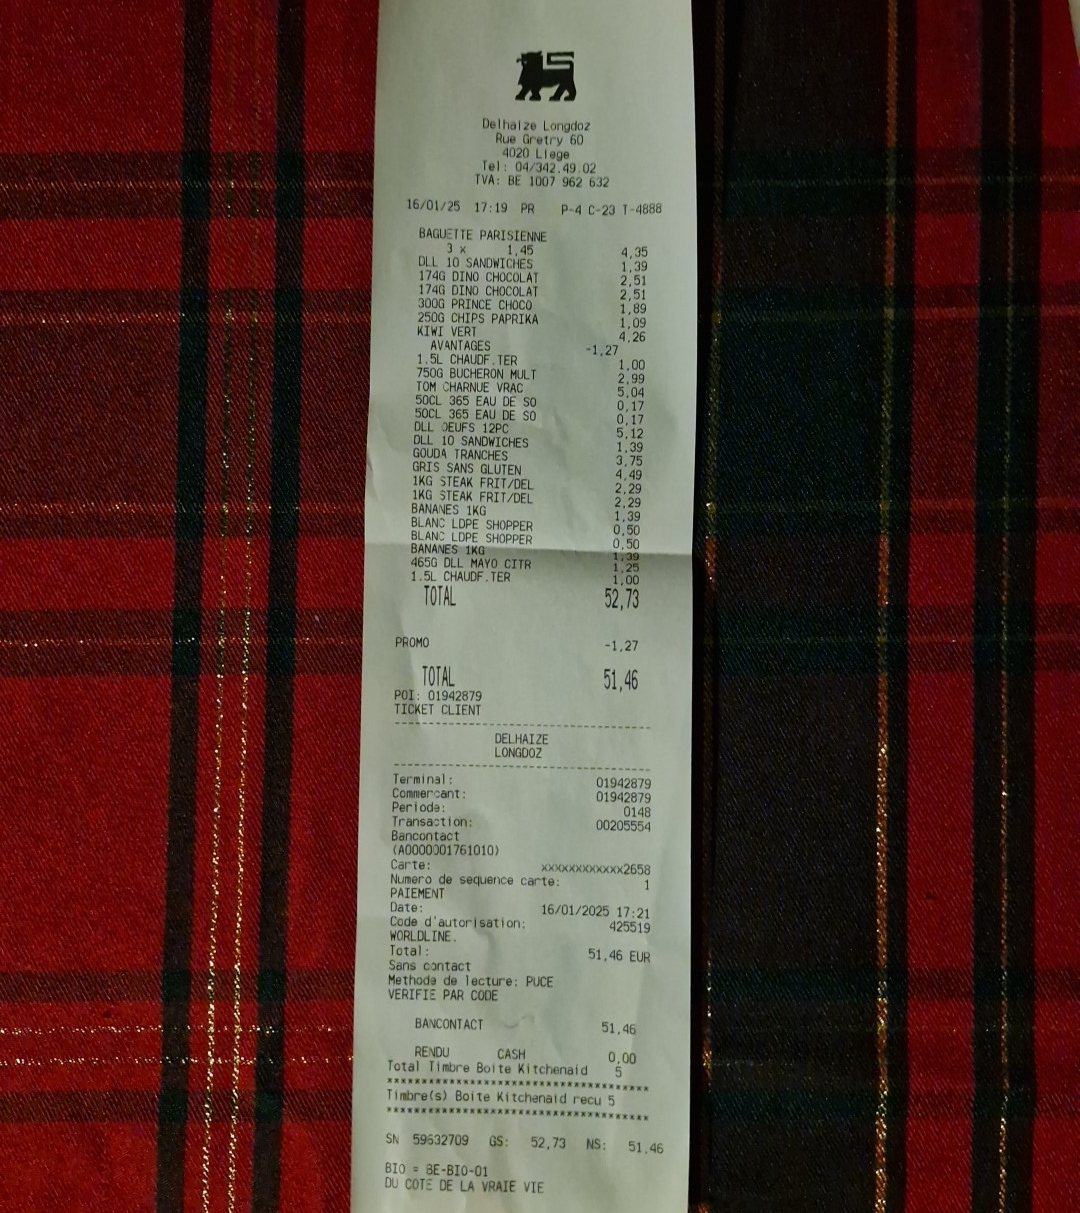 Delhaize Longdoz
Rue Gretry 60
4020 Liege
Tel: 04/342.49.02
TVA: BE 1007 962 632
16/01/25 17:19 PR P-4 C-23 T-4888
BAGUETTE PARISIENNE
3 x 1,45 4,35
DLL 10 SANDWICHES 1,39
174G DINO CHOCOLAT 2,51
174G DINO CHOCOLAT 2,51
300G PRINCE CHOCO 1,89
250G CHIPS PAPRIKA 1,09
KIWI VERT 4,26
AVANTAGES -1,27
1.5L CHAUDF.TER 1,00
750G BUCHERON MULT 2,99
TOM CHARNUE VRAC 5,04
50CL 365 EAU DE SO 0,17
50CL 365 EAU DE SO 0,17
DLL OEUFS 12PC 5,12
DLL 10 SANDWICHES 1,39
GOUDA TRANCHES 3,75
GRIS SANS GLUTEN 4,49
1KG STEAK FRIT/DEL 2,29
1KG STEAK FRIT/DEL 2,29
BANANES 1KG 1,39
BLANC LDPE SHOPPER 0,50
BLANC LDPE SHOPPER 0,50
BANANES 1KG 1,39
465G DLL MAYO CITR 1,25
1.5L CHAUDF.TER 1,00
TOTAL 52,73
PROMO -1,27
TOTAL 51,46
POI: 01942879
TICKET CLIENT
DELHAIZE
LONGDOZ
Terminal: 01942879
Commercant: 01942879
Periode: 0148
Transaction: 00205554
Bancontact
(A0000001761010)
Carte: xxxxxxxxxxxx2658
Numero de sequence carte: 1
PAIEMENT
Date: 16/01/2025 17:21
Code d'autorisation: 425519
WORLDLINE.
Total: 51,46 EUR
Sans contact
Methode de lecture: PUCE
VERIFIE PAR CODE
BANCONTACT 51,46
RENDU CASH 0,00
Total Timbre Boite Kitchenaid 5
**************************************
Timbre(s) Boite Kitchenaid recu 5
**************************************
SN 59632709 GS: 52,73 NS: 51,46
BIO = BE-BIO-01
DU COTE DE LA VRAIE VIE